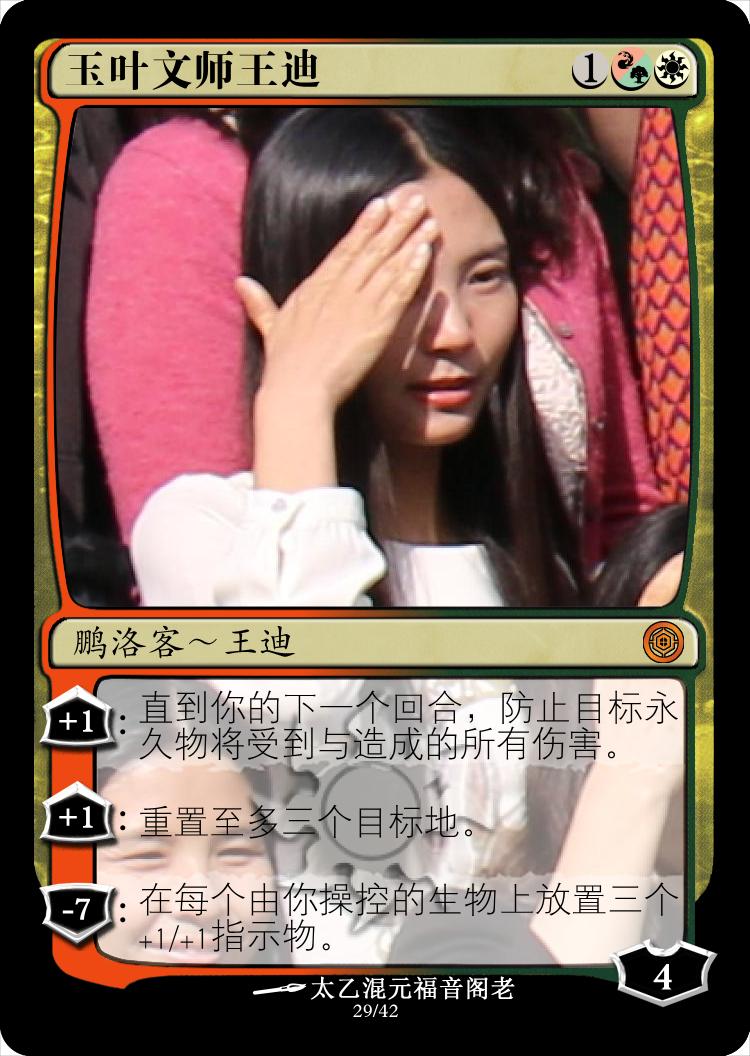 玉叶文师王迪 1
鹏洛客～王迪
+1：直到你的下一个回合，防止目标永
久物将受到与造成的所有伤害。
+1：重置至多三个目标地。
-7：在每个由你操控的生物上放置三个
+1/+1指示物。
4
太乙混元福音阁老
29/42